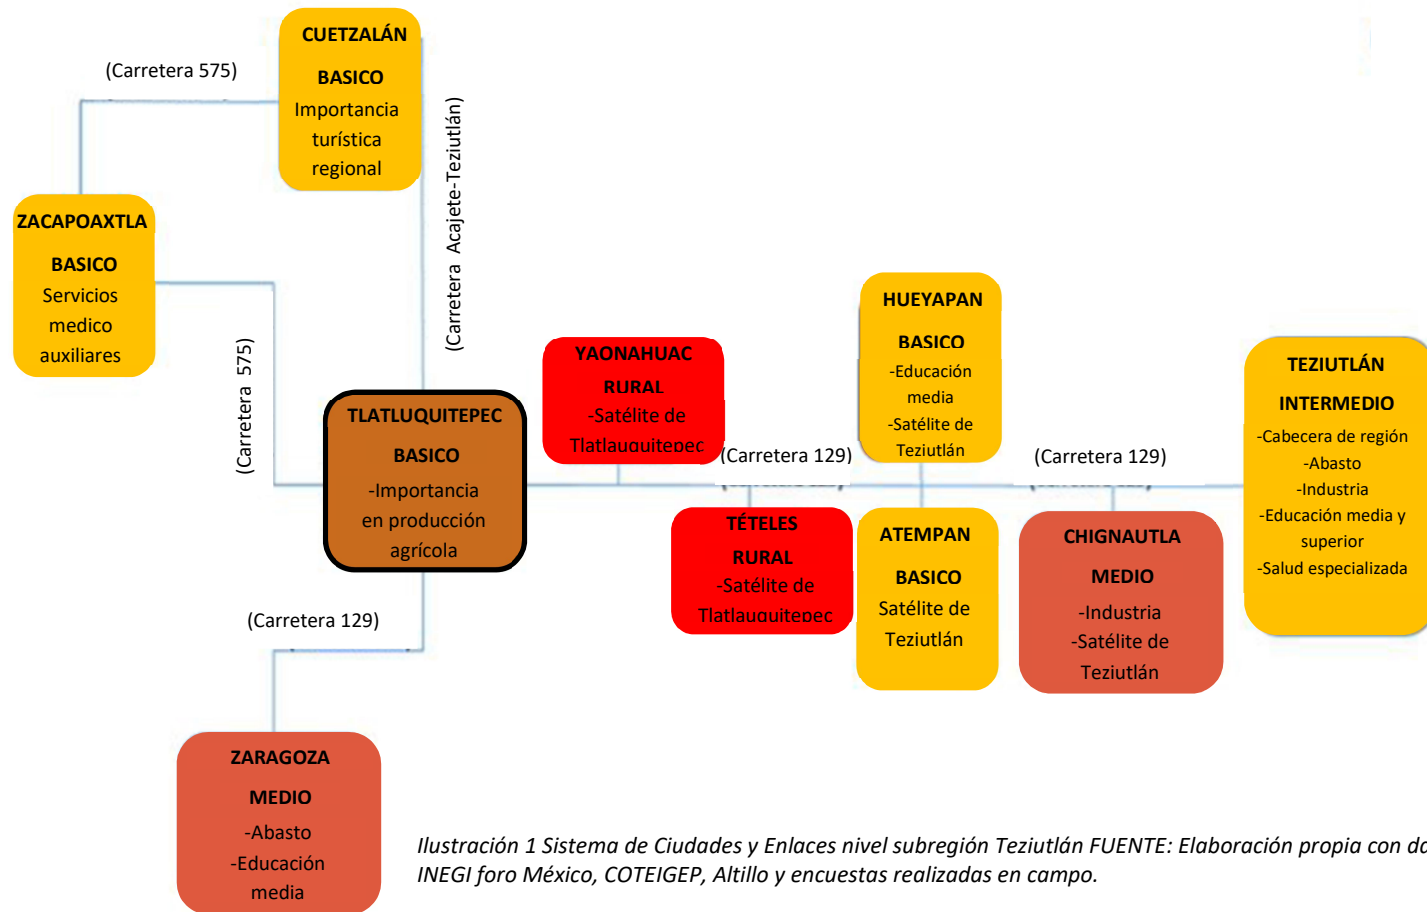 CUETZALÁN
BASICO
Importancia
turística
regional
(Carretera 575)
(Carretera Acajete-Teziutlán)
ZACAPOAXTLA
BASICO
Servicios
medico
auxiliares
(Carretera 575)
TLATLUQUITEPEC
BASICO
-Importancia
en producción
agrícola
YAONAHUAC
RURAL
-Satélite de
Tlatlauquitepec
HUEYAPAN
BASICO
-Educación
media
-Satélite de
Teziutlán
TEZIUTLÁN
INTERMEDIO
-Cabecera de región
-Abasto
-Industria
-Educación media y
superior
-Salud especializada
(Carretera 129)
(Carretera 129)
TÉTELES
RURAL
-Satélite de
Tlatlauquitepec
ATEMPAN
BASICO
Satélite de
Teziutlán
CHIGNAUTLA
MEDIO
-Industria
-Satélite de
Teziutlán
(Carretera 129)
ZARAGOZA
MEDIO
-Abasto
-Educación
media
Ilustración 1 Sistema de Ciudades y Enlaces nivel subregión Teziutlán FUENTE: Elaboración propia con
INEGI foro México, COTEIGEP, Altillo y encuestas realizadas en campo.